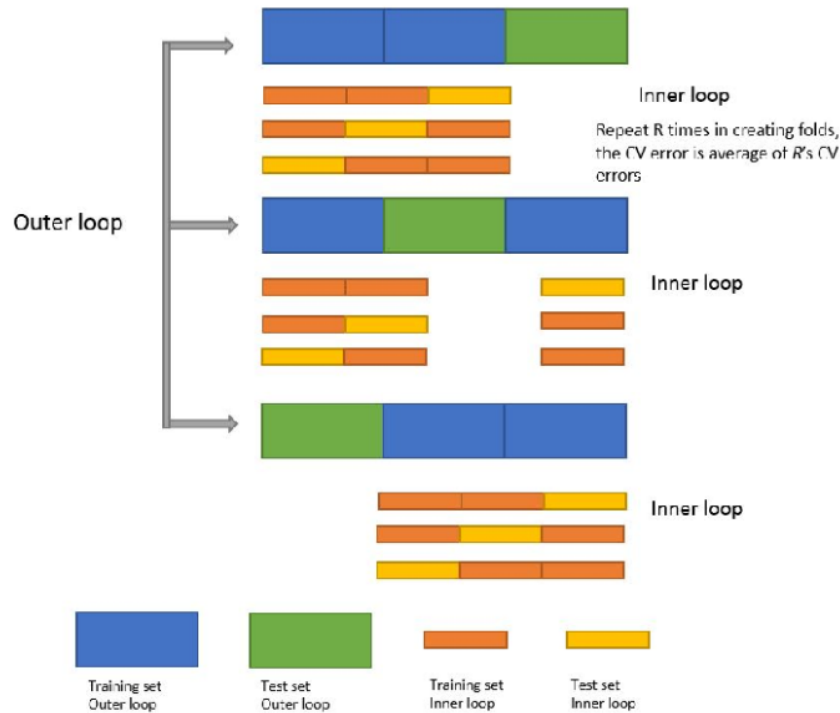 Inner loop
Repeat R times in creating folds,
the CV error is average of R's CV
errors
Outer loop
Inner loop
Inner loop
Training set
Outer loop
Test set
Outer loop
Training set
Inner loop
Test set
Inner loop